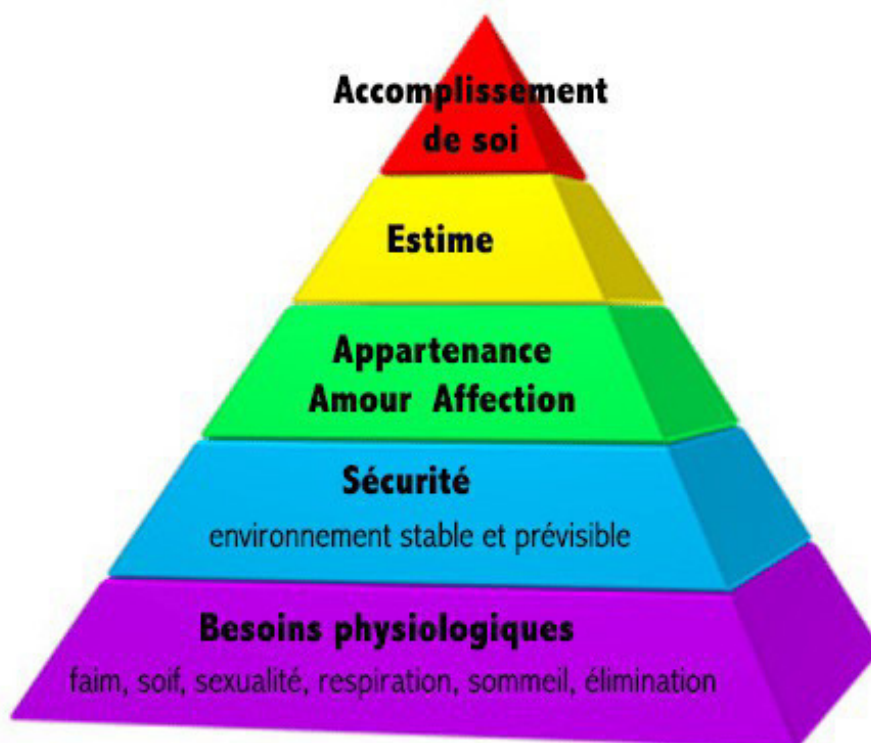 Accomplissement
de soi
Estime
Appartenance
Amour Affection
Sécurité
environnement stable et prévisible
Besoins physiologiques
faim, soif, sexualité, respiration, sommeil, élimination